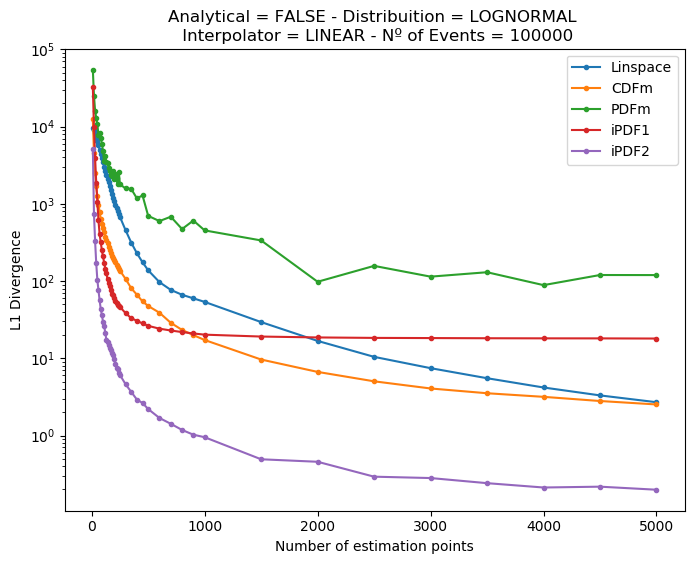 Analytical = FALSE - Distribuition = LOGNORMAL
Interpolator = LINEAR - Nº of Events = 100000
Linspace
CDFm
PDFm
iPDF1
iPDF2
L1 Divergence
10^5
10^4
10^3
10^2
10^1
10^0
0 1000 2000 3000 4000 5000
Number of estimation points